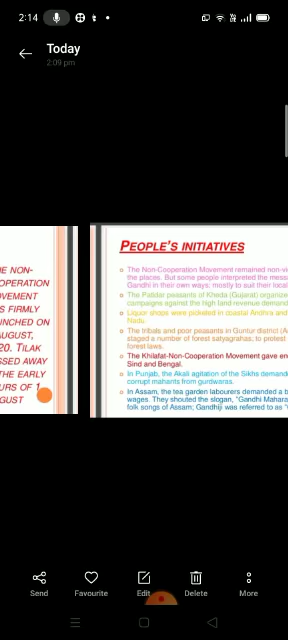 2:14
Today
2:09 pm
E NON-
OPERATION
VEMENT
S FIRMLY
NCHED ON
AUGUST,
20. TILAK
SSED AWAY
THE EARLY
URS OF 1
GUST
PEOPLE'S INITIATIVES
The Non-Cooperation Movement remained non-vi
the places. But some people interpreted the messa
Gandhi in their own ways: mostly to suit their local
The Patidar peasants of Kheda (Gujarat) organized
campaigns against the high land revenue demand
Liquor shops were picketed in coastal Andhra and
Nadu.
The tribals and poor peasants in Guntur district (A
staged a number of forest satyagrahas, to protest
forest laws.
The Khilafat-Non-Cooperation Movement gave en
Sind and Bengal.
In Punjab, the Akali agitation of the Sikhs demand
corrupt mahants from gurdwaras.
In Assam, the tea garden labourers demanded a b
wages. They shouted the slogan, "Gandhi Mahara
folk songs of Assam; Gandhiji was referred to as "
Send
Favourite
Edit
Delete
More